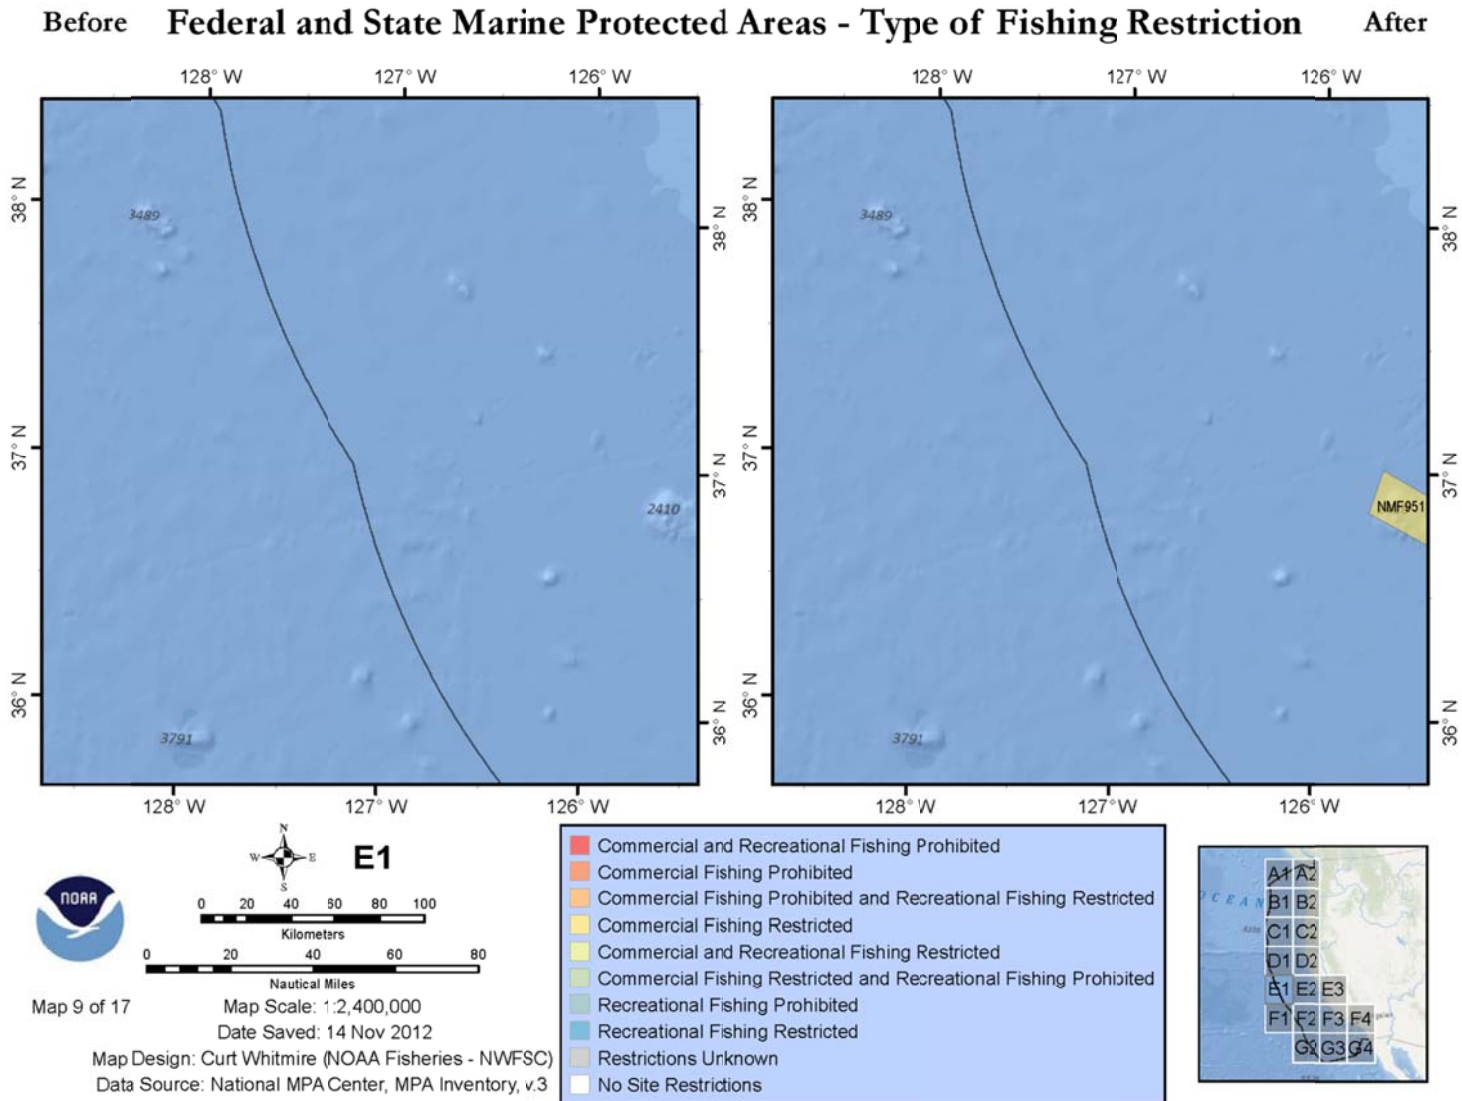 Before Federal and State Marine Protected Areas - Type of Fishing Restriction After
128° W 127° W 126° W
128° W 127° W 126° W
38° N
38° N
37° N
37° N
36° N
36° N
3489
2410
3791
128° W 127° W 126° W
38° N
38° N
37° N
37° N
36° N
36° N
3489
NMF951
3791
128° W 127° W 126° W
N
W E
S
E1
NOAA
0 20 40 60 80 100
Kilometers
0 20 40 60 80
Nautical Miles
Map 9 of 17
Map Scale: 1:2,400,000
Date Saved: 14 Nov 2012
Map Design: Curt Whitmire (NOAA Fisheries - NWFSC)
Data Source: National MPA Center, MPA Inventory, v.3
Commercial and Recreational Fishing Prohibited
Commercial Fishing Prohibited
Commercial Fishing Prohibited and Recreational Fishing Restricted
Commercial Fishing Restricted
Commercial and Recreational Fishing Restricted
Commercial Fishing Restricted and Recreational Fishing Prohibited
Recreational Fishing Prohibited
Recreational Fishing Restricted
Restrictions Unknown
No Site Restrictions
A1 A2
OCEAN
B1 B2
C1 C2
D1 D2
E1 E2 E3
F1 F2 F3 F4
G2 G3 G4